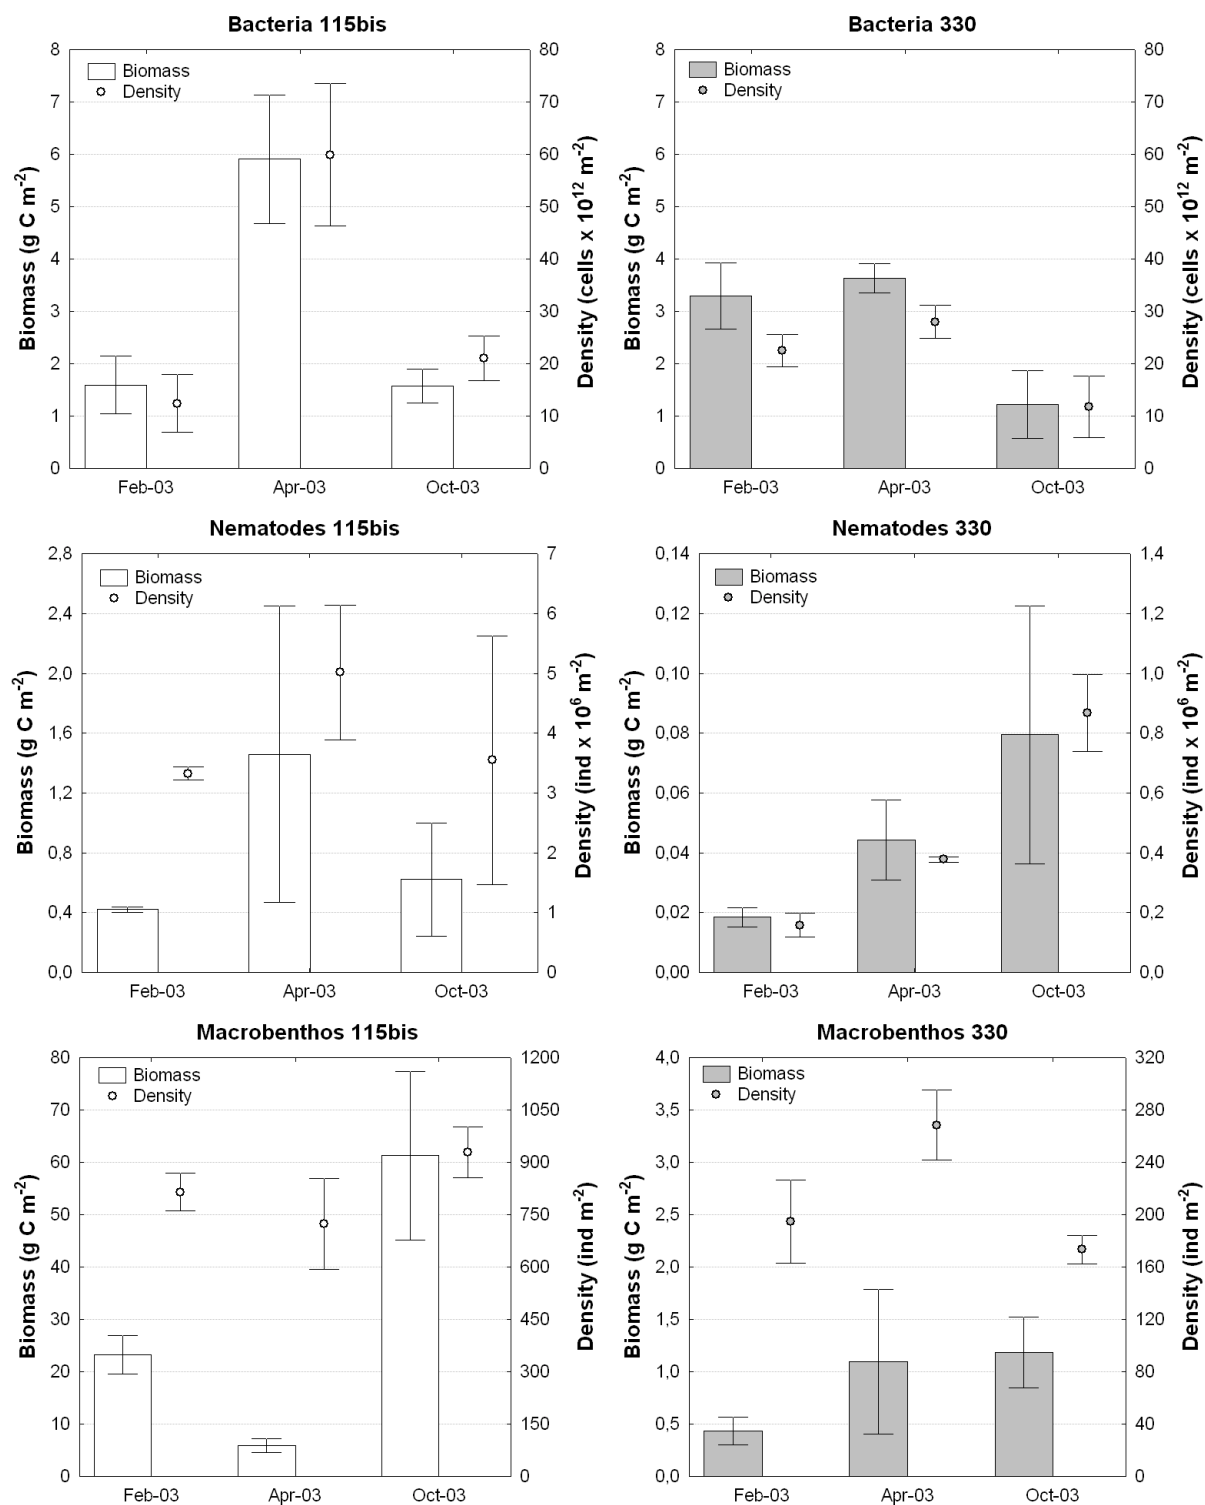 Bacteria 115bis
Biomass
Density
Biomass (g C m-2)
8
7
6
5
4
3
2
1
0
Density (cells x 10^12 m-2)
80
70
60
50
40
30
20
10
0
Feb-03 Apr-03 Oct-03
Bacteria 330
Biomass
Density
Biomass (g C m-2)
8
7
6
5
4
3
2
1
0
Density (cells x 10^12 m-2)
80
70
60
50
40
30
20
10
0
Feb-03 Apr-03 Oct-03
Nematodes 115bis
Biomass
Density
Biomass (g C m-2)
2,8
2,4
2,0
1,6
1,2
0,8
0,4
0,0
Density (ind x 10^6 m-2)
7
6
5
4
3
2
1
0
Feb-03 Apr-03 Oct-03
Nematodes 330
Biomass
Density
Biomass (g C m-2)
0,14
0,12
0,10
0,08
0,06
0,04
0,02
0,00
Density (ind x 10^6 m-2)
1,4
1,2
1,0
0,8
0,6
0,4
0,2
0,0
Feb-03 Apr-03 Oct-03
Macrobenthos 115bis
Biomass
Density
Biomass (g C m-2)
80
70
60
50
40
30
20
10
0
Density (ind m-2)
1200
1050
900
750
600
450
300
150
0
Feb-03 Apr-03 Oct-03
Macrobenthos 330
Biomass
Density
Biomass (g C m-2)
4,0
3,5
3,0
2,5
2,0
1,5
1,0
0,5
0,0
Density (ind m-2)
320
280
240
200
160
120
80
40
0
Feb-03 Apr-03 Oct-03